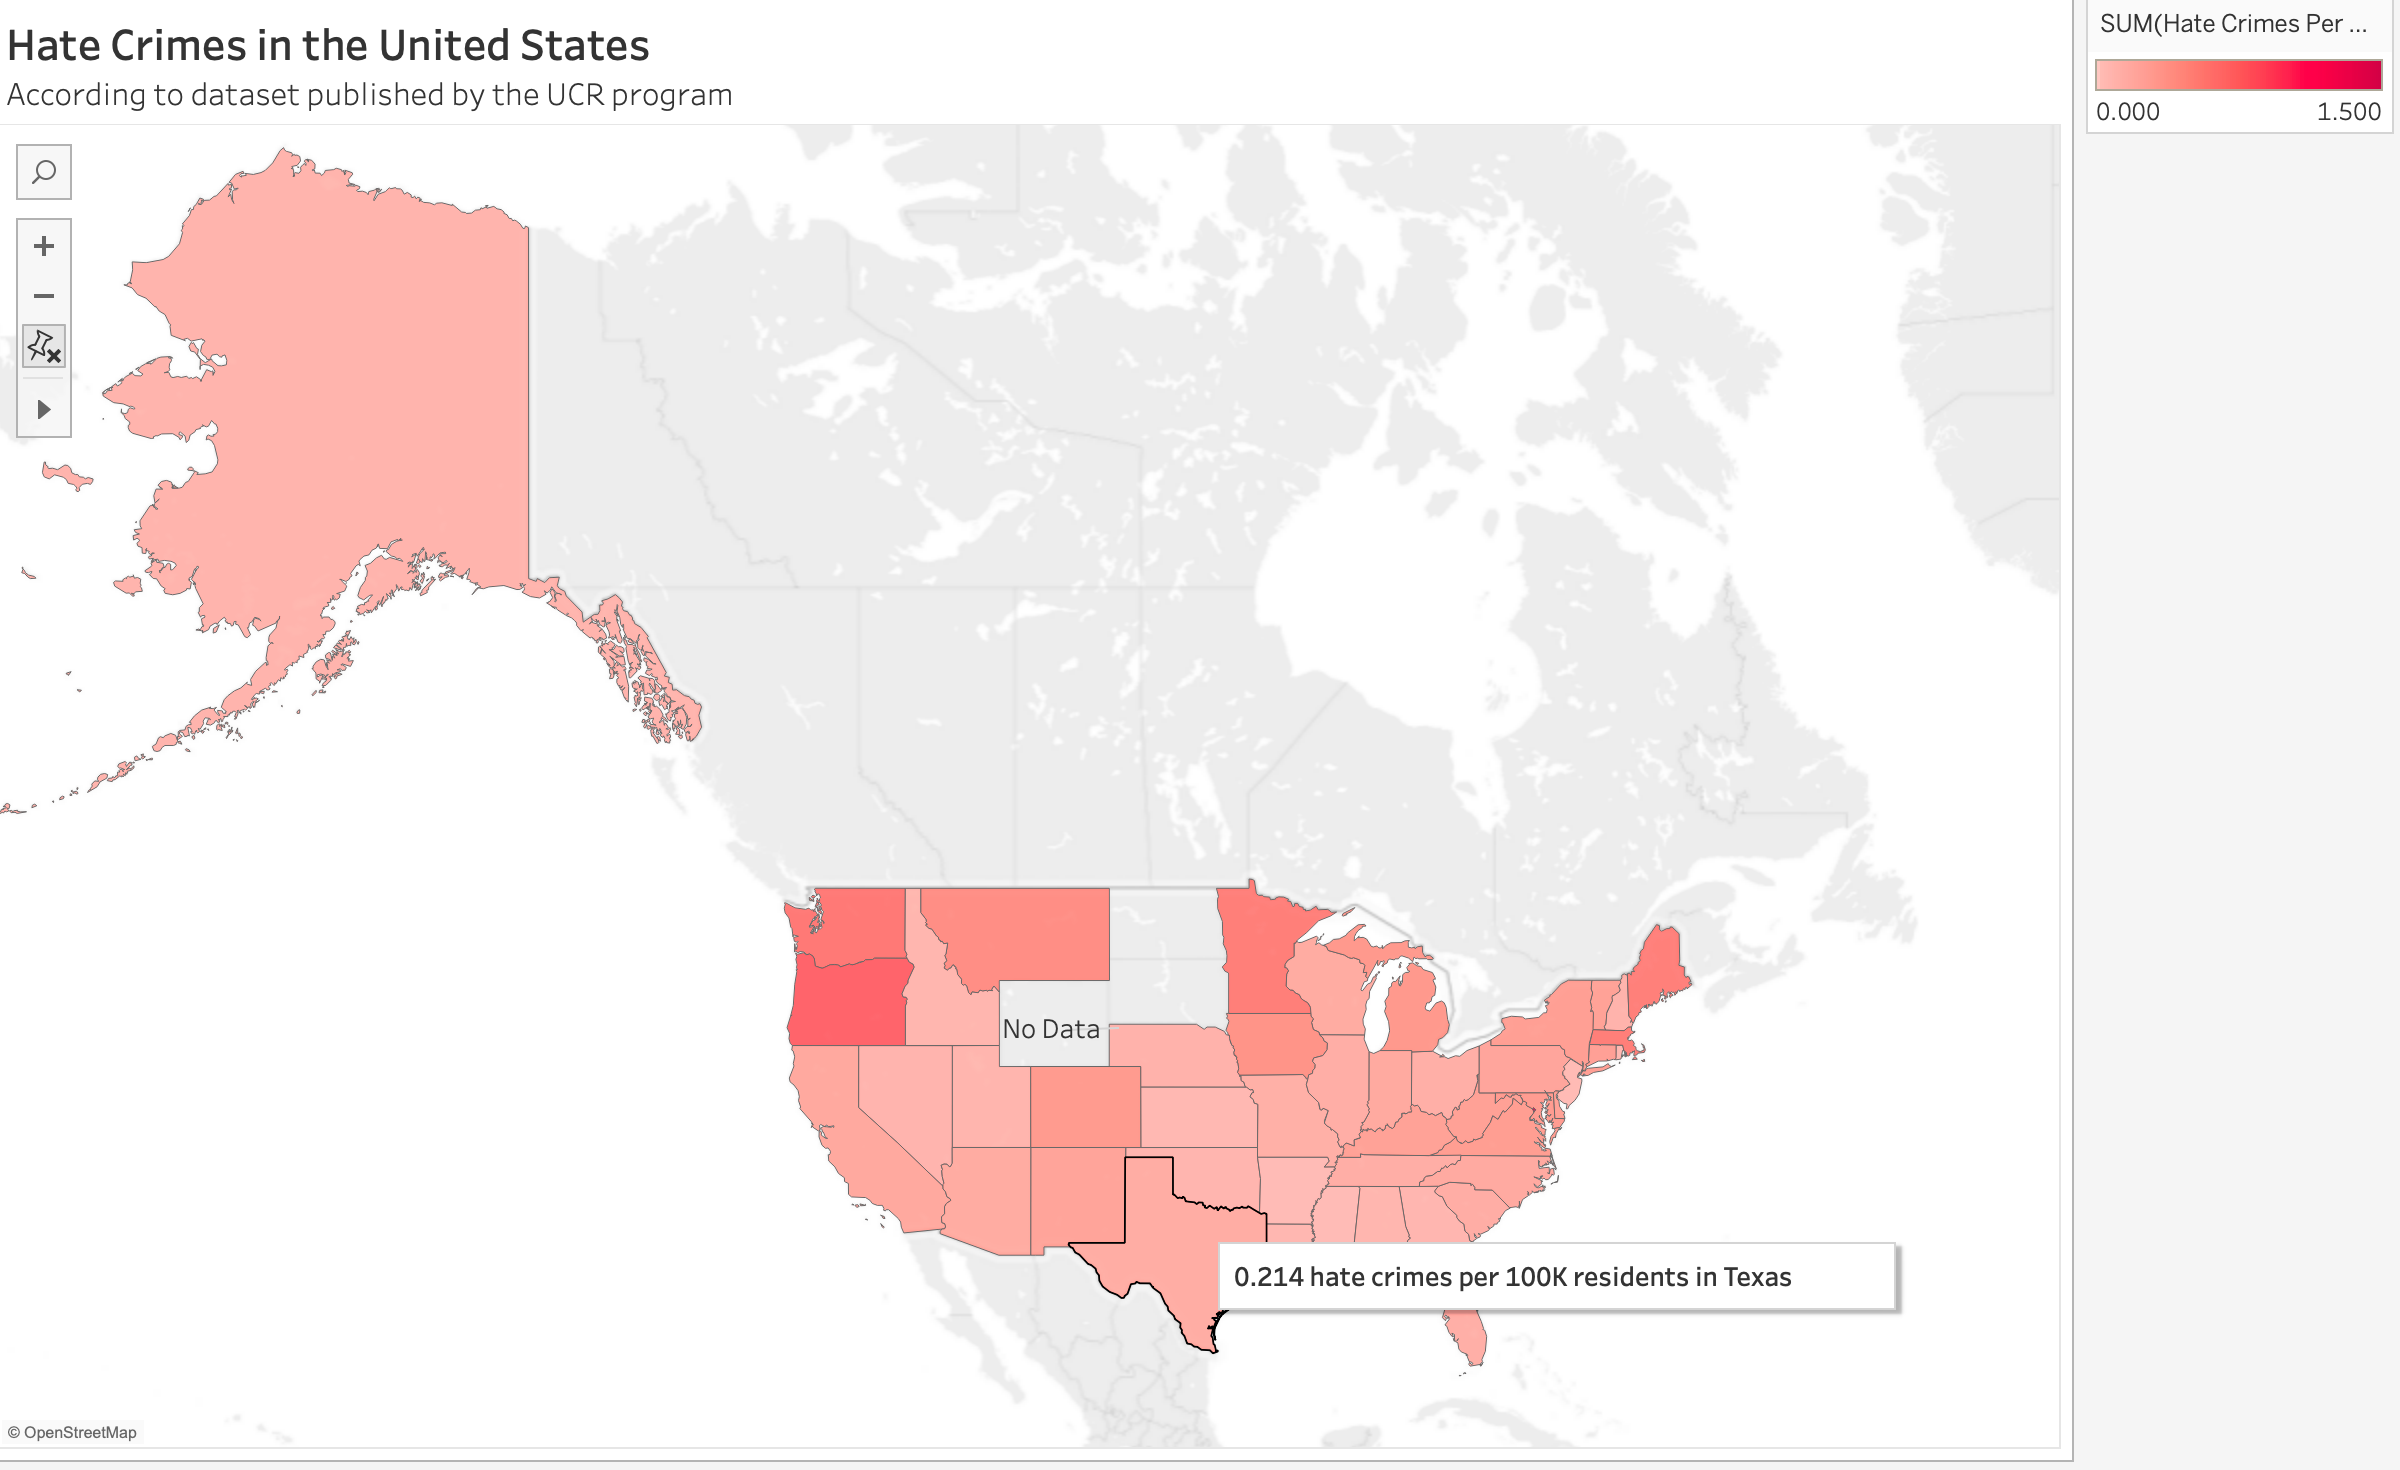 Hate Crimes in the United States
According to dataset published by the UCR program
SUM(Hate Crimes Per ...
0.000 1.500
No Data
0.214 hate crimes per 100K residents in Texas
© OpenStreetMap